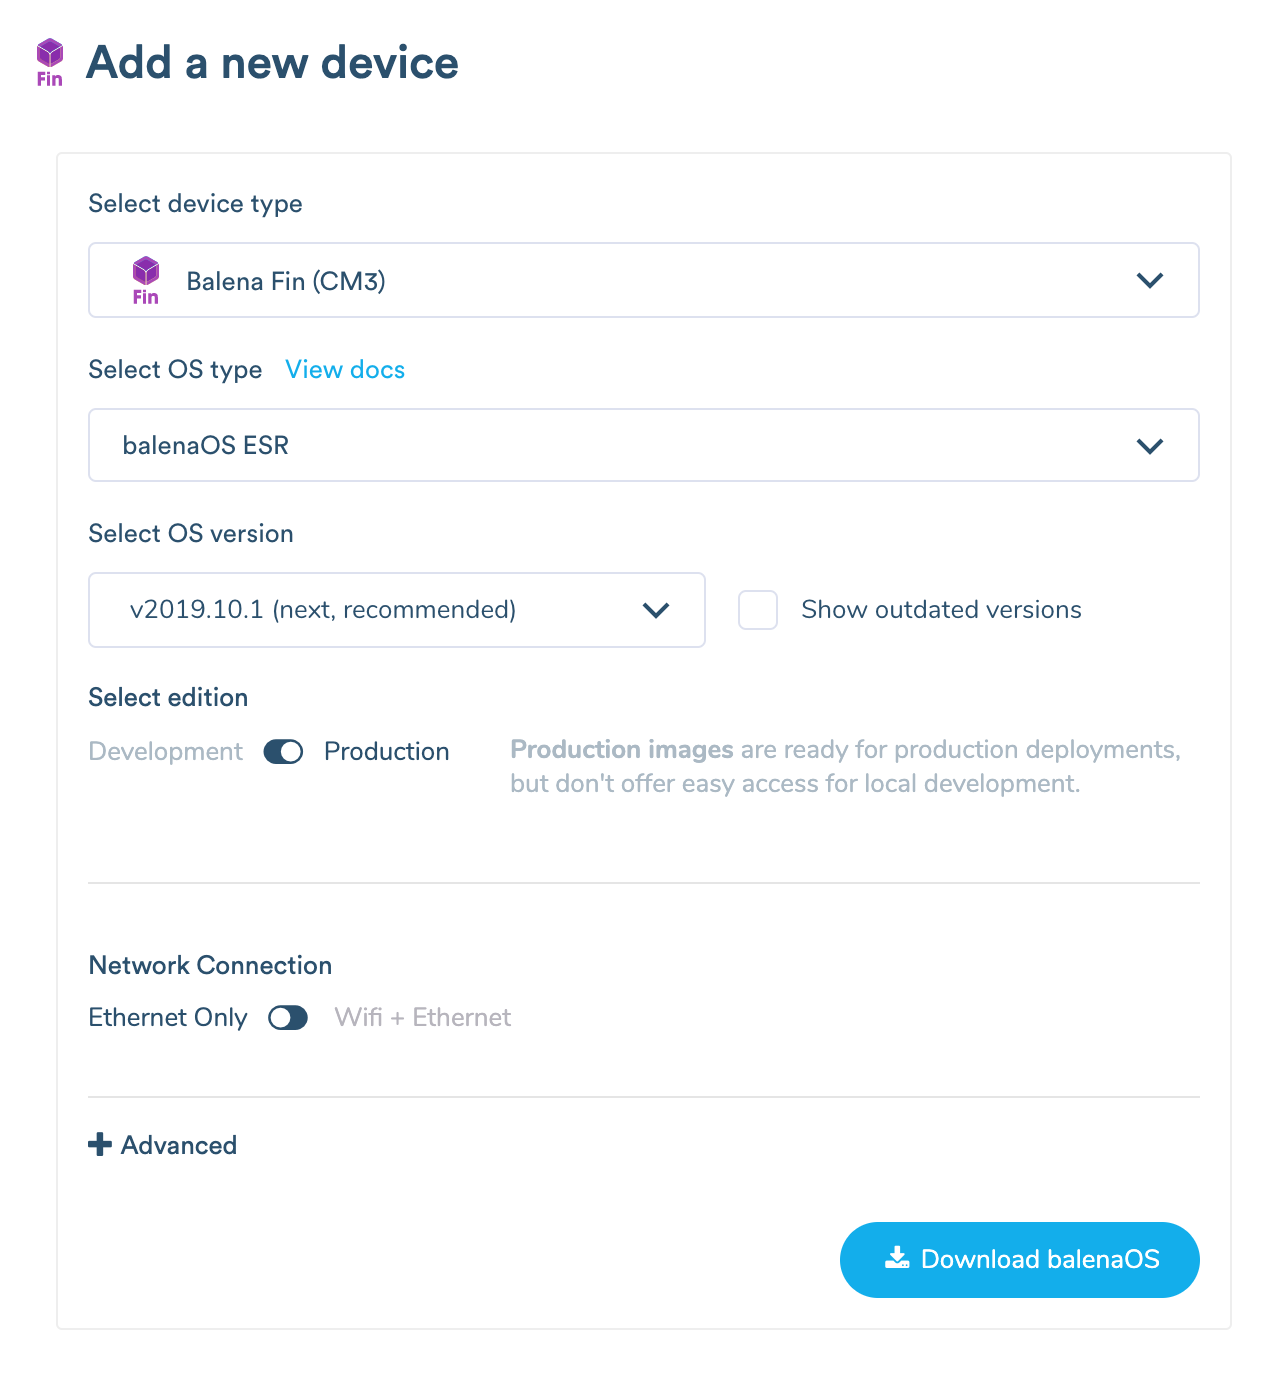 Fin
Add a new device
Select device type
Fin
Balena Fin (CM3)
Select OS type View docs
balenaOS ESR
Select OS version
v2019.10.1 (next, recommended) Show outdated versions
Select edition
Development Production
Production images are ready for production deployments,
but don't offer easy access for local development.
Network Connection
Ethernet Only Wifi + Ethernet
Advanced
Download balenaOS